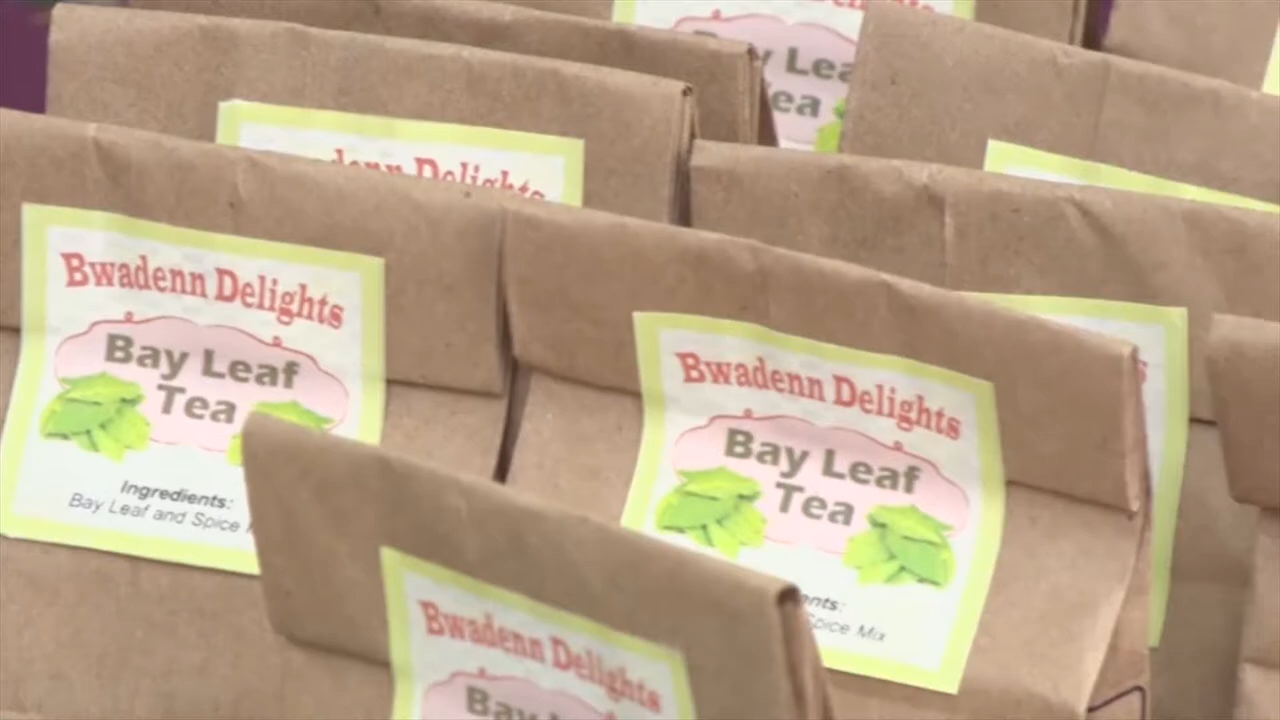 Delights
Bay Leaf
Tea
Bwadenn Delights
Bay Leaf
Tea
Ingredients:
Bay Leaf and Spice
Bwadenn Delights
Bay Leaf
Tea
Spice Mix
Bwadenn Delights
Bay